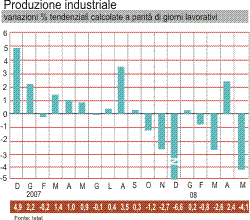 Produzione industriale
variazioni % tendenziali calcolate a parità di giorni lavorativi
6
5
4
3
2
1
0
-1
-2
-3
-4
-5
D G F M A M G L A S O N D G F M A M
2007 08
4,9 2,2 -0,2 1,4 1,0 0,9 -0,1 0,4 3,5 0,3 -1,2 -2,7 -6,6 0,2 -0,8 -2,6 2,4 -4,1
Fonte: Istat